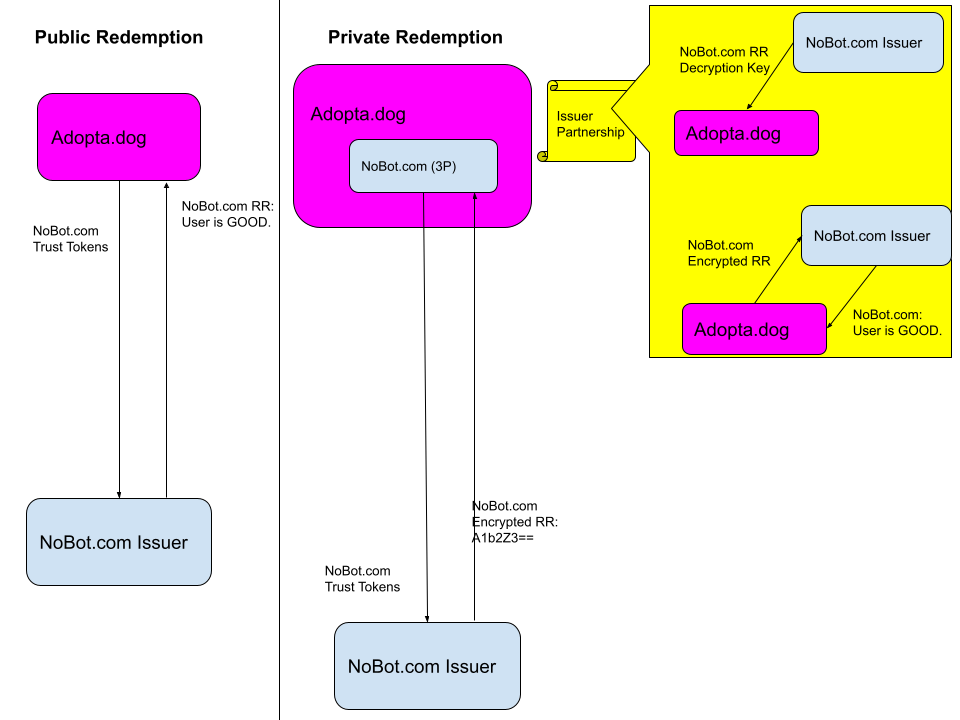 Public Redemption
Adopta.dog
NoBot.com
Trust Tokens
NoBot.com RR:
User is GOOD.
NoBot.com Issuer
Private Redemption
Adopta.dog
NoBot.com (3P)
NoBot.com
Trust Tokens
NoBot.com
Encrypted RR:
A1b2Z3==
NoBot.com Issuer
Issuer
Partnership
NoBot.com RR
Decryption Key
NoBot.com Issuer
Adopta.dog
NoBot.com
Encrypted RR
NoBot.com Issuer
Adopta.dog
NoBot.com:
User is GOOD.